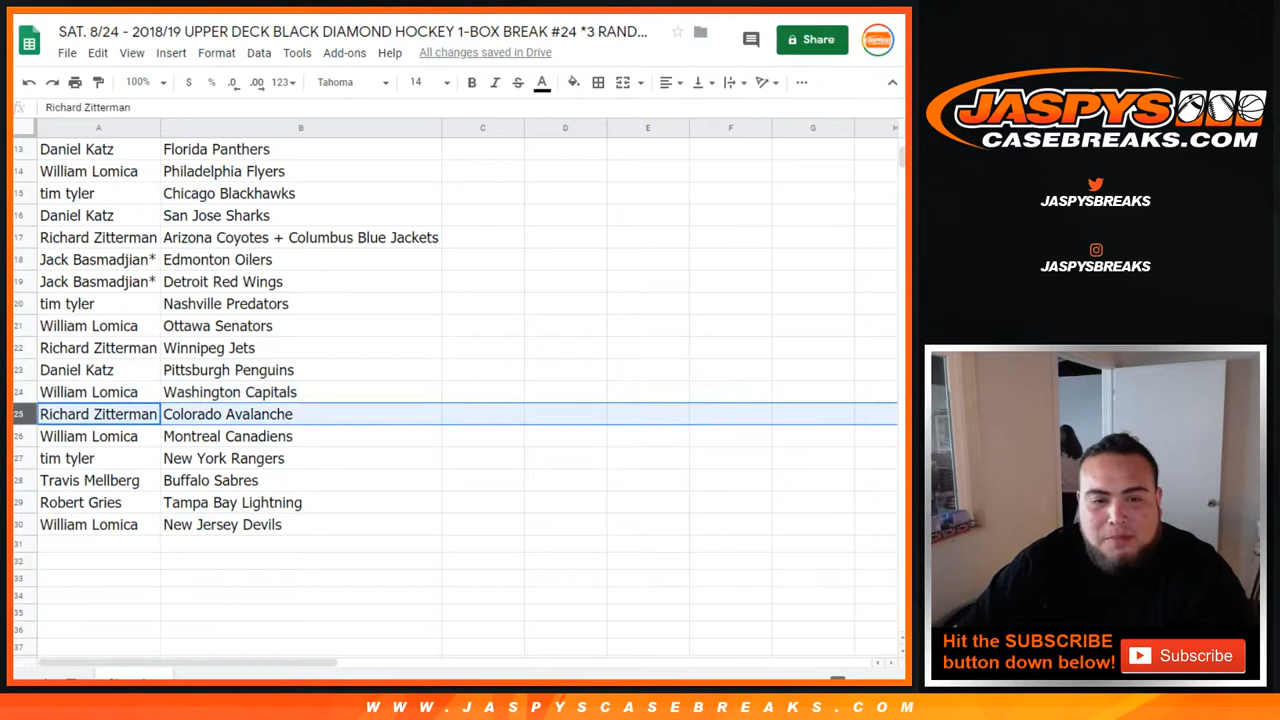 SAT. 8/24 - 2018/19 UPPER DECK BLACK DIAMOND HOCKEY 1-BOX BREAK #24 *3 RAND...
File Edit View Insert Format Data Tools Add-ons Help All changes saved in Drive
Share
100% $ % .0 .00 123 Tahoma 14 B I S A
fx Richard Zitterman
A B C D E F G H
13 Daniel Katz Florida Panthers
14 William Lomica Philadelphia Flyers
15 tim tyler Chicago Blackhawks
16 Daniel Katz San Jose Sharks
17 Richard Zitterman Arizona Coyotes + Columbus Blue Jackets
18 Jack Basmadjian* Edmonton Oilers
19 Jack Basmadjian* Detroit Red Wings
20 tim tyler Nashville Predators
21 William Lomica Ottawa Senators
22 Richard Zitterman Winnipeg Jets
23 Daniel Katz Pittsburgh Penguins
24 William Lomica Washington Capitals
25 Richard Zitterman Colorado Avalanche
26 William Lomica Montreal Canadiens
27 tim tyler New York Rangers
28 Travis Mellberg Buffalo Sabres
29 Robert Gries Tampa Bay Lightning
30 William Lomica New Jersey Devils
31
32
33
34
35
36
37
JASPYS
CASEBREAKS.COM
JASPYSBREAKS
JASPYSBREAKS
Hit the SUBSCRIBE
button down below!
Subscribe
WWW.JASPYSCASEBREAKS.COM